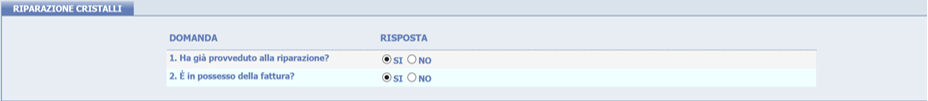 RIPARAZIONE CRISTALLI
DOMANDA RISPOSTA
1. Ha già provveduto alla riparazione? SI NO
2. È in possesso della fattura? SI NO